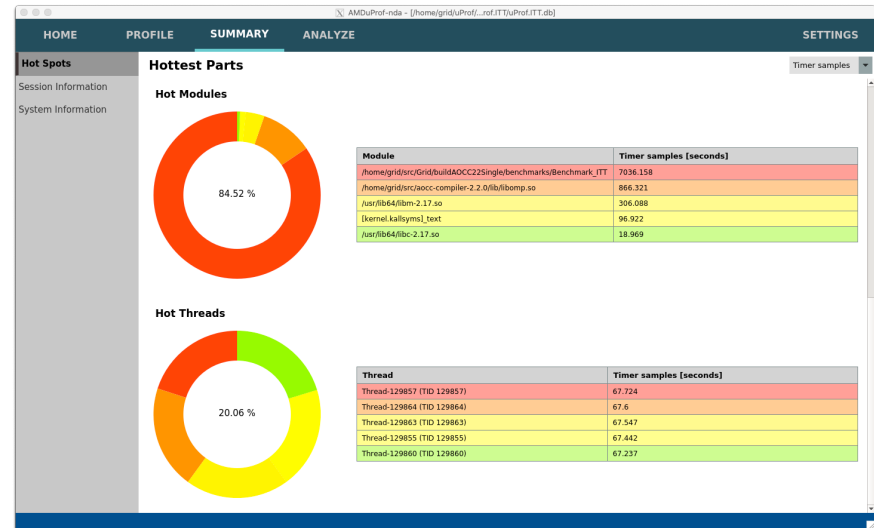 AMDuProf-nda - [/home/grid/uProf/...rof.ITT/uProf.ITT.db]
HOME PROFILE SUMMARY ANALYZE SETTINGS
Hot Spots
Session Information
System Information
Hottest Parts
Timer samples
Hot Modules
84.52 %
Module Timer samples [seconds]
/home/grid/src/Grid/buildAOCC22Single/benchmarks/Benchmark_ITT 7036.158
/home/grid/src/aocc-compiler-2.2.0/lib/libomp.so 866.321
/usr/lib64/libm-2.17.so 306.088
[kernel.kallsyms]_text 96.922
/usr/lib64/libc-2.17.so 18.969
Hot Threads
20.06 %
Thread Timer samples [seconds]
Thread-129857 (TID 129857) 67.724
Thread-129864 (TID 129864) 67.6
Thread-129863 (TID 129863) 67.547
Thread-129855 (TID 129855) 67.442
Thread-129860 (TID 129860) 67.237